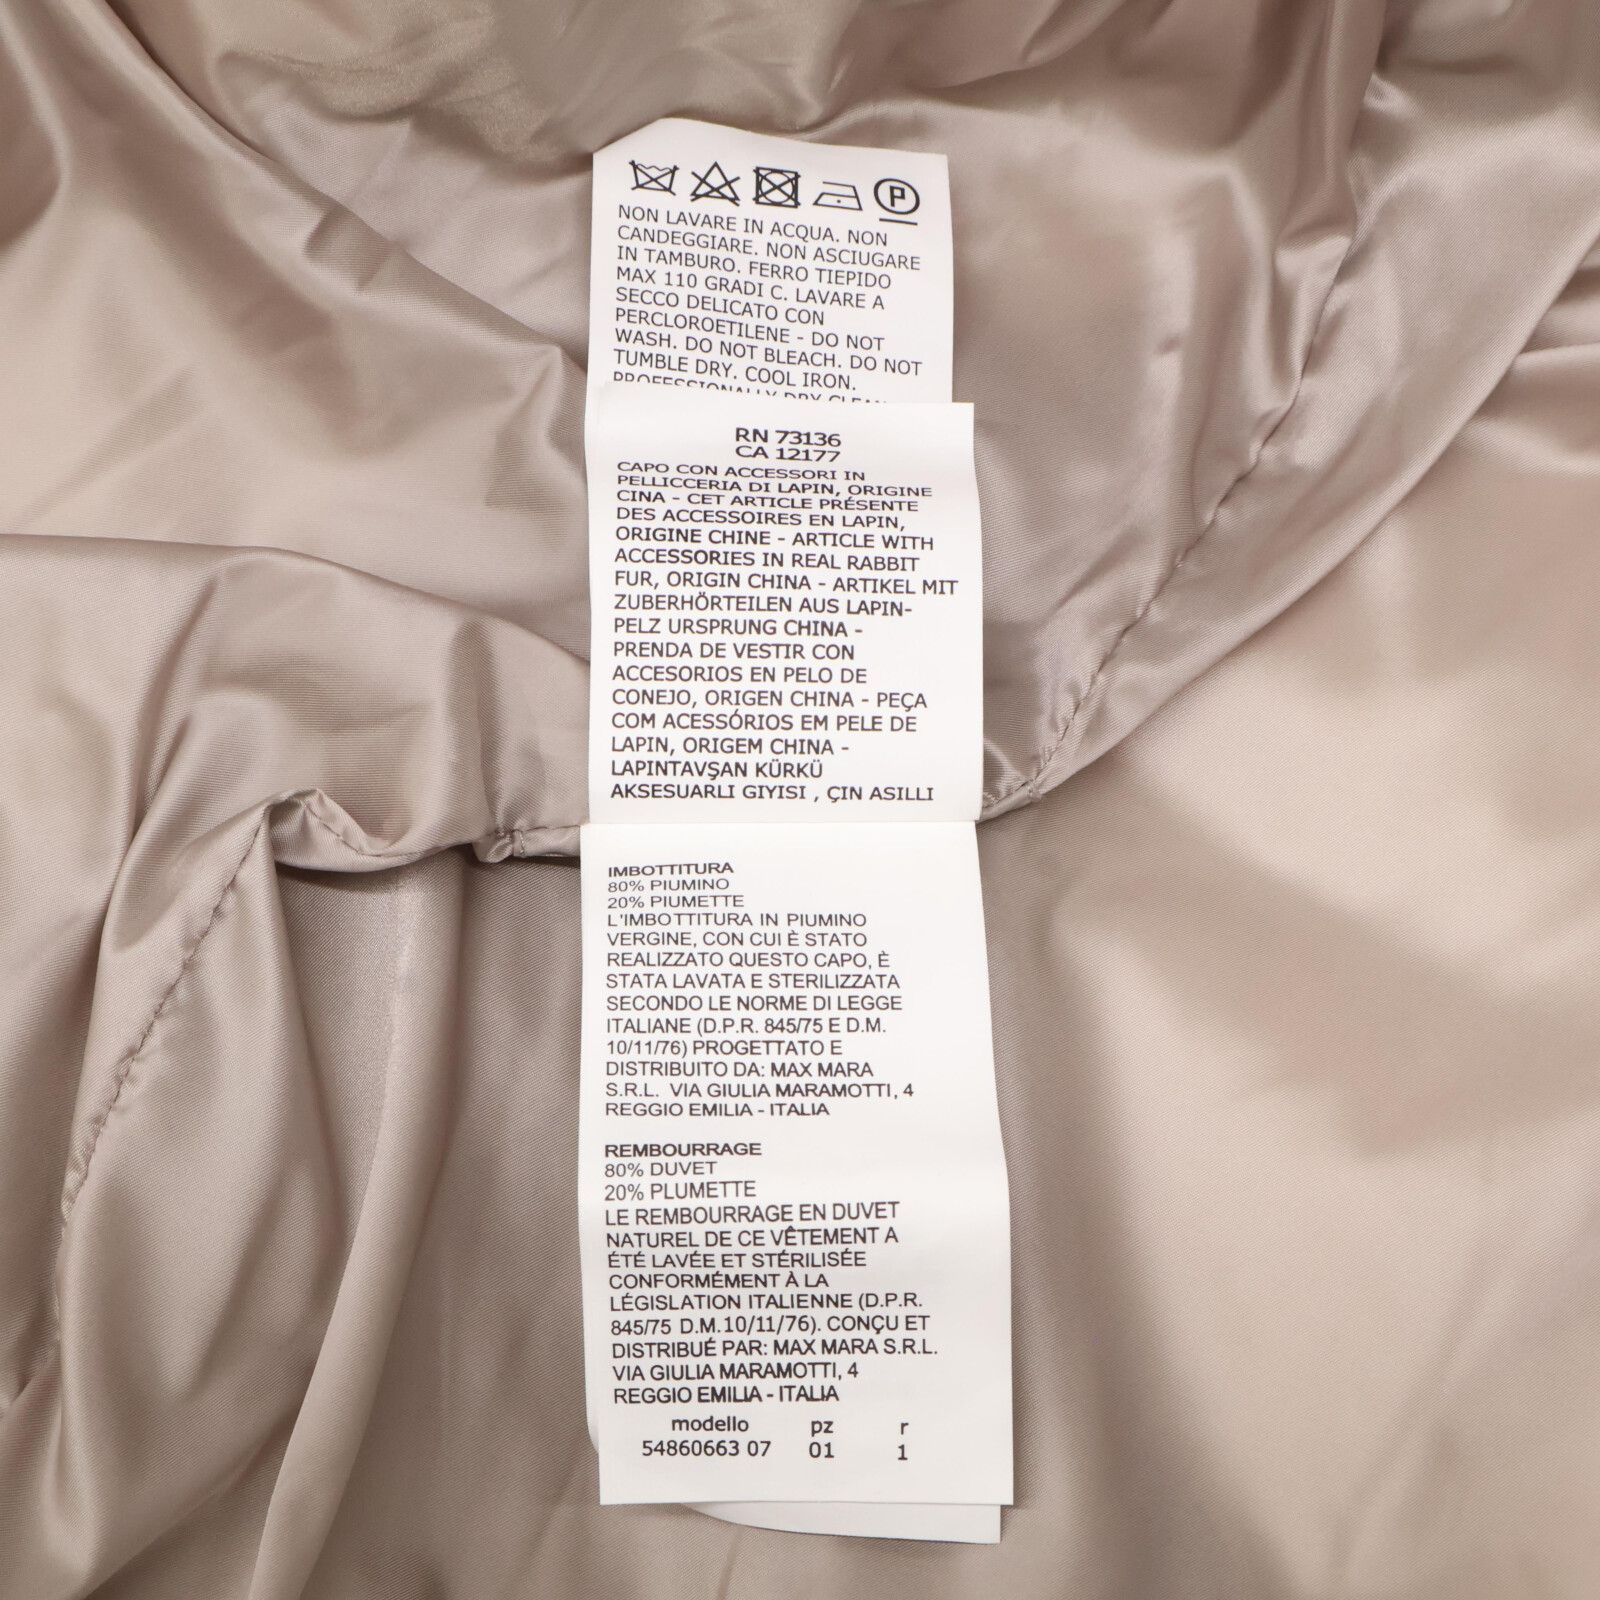 P
NON LAVARE IN ACQUA. NON
CANDEGGIARE. NON ASCIUGARE
IN TAMBURO. FERRO TIEPIDO
MAX 110 GRADI C. LAVARE A
SECCO DELICATO CON
PERCLOROETILENE - DO NOT
WASH. DO NOT BLEACH. DO NOT
TUMBLE DRY. COOL IRON.
PROFESSIONALLY DRY CLEAN
RN 73136
CA 12177
CAPO CON ACCESSORI IN
PELLICCERIA DI LAPIN, ORIGINE
CINA - CET ARTICLE PRÉSENTE
DES ACCESSOIRES EN LAPIN,
ORIGINE CHINE - ARTICLE WITH
ACCESSORIES IN REAL RABBIT
FUR, ORIGIN CHINA - ARTIKEL MIT
ZUBERHÖRTEILEN AUS LAPIN-
PELZ URSPRUNG CHINA -
PRENDA DE VESTIR CON
ACCESORIOS EN PELO DE
CONEJO, ORIGEN CHINA - PEÇA
COM ACESSÓRIOS EM PELE DE
LAPIN, ORIGEM CHINA -
LAPINTAVŞAN KÜRKÜ
AKSESUARLI GIYISI , ÇIN ASILLI
IMBOTTITURA
80% PIUMINO
20% PIUMETTE
L'IMBOTTITURA IN PIUMINO
VERGINE, CON CUI È STATO
REALIZZATO QUESTO CAPO, È
STATA LAVATA E STERILIZZATA
SECONDO LE NORME DI LEGGE
ITALIANE (D.P.R. 845/75 E D.M.
10/11/76) PROGETTATO E
DISTRIBUITO DA: MAX MARA
S.R.L. VIA GIULIA MARAMOTTI, 4
REGGIO EMILIA - ITALIA
REMBOURRAGE
80% DUVET
20% PLUMETTE
LE REMBOURRAGE EN DUVET
NATUREL DE CE VÊTEMENT A
ÉTÉ LAVÉE ET STÉRILISÉE
CONFORMÉMENT À LA
LÉGISLATION ITALIENNE (D.P.R.
845/75 D.M.10/11/76). CONÇU ET
DISTRIBUÉ PAR: MAX MARA S.R.L.
VIA GIULIA MARAMOTTI, 4
REGGIO EMILIA - ITALIA
modello pz r
54860663 07 01 1